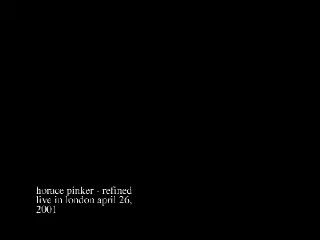 horace pinker - refined
live in london april 26,
2001